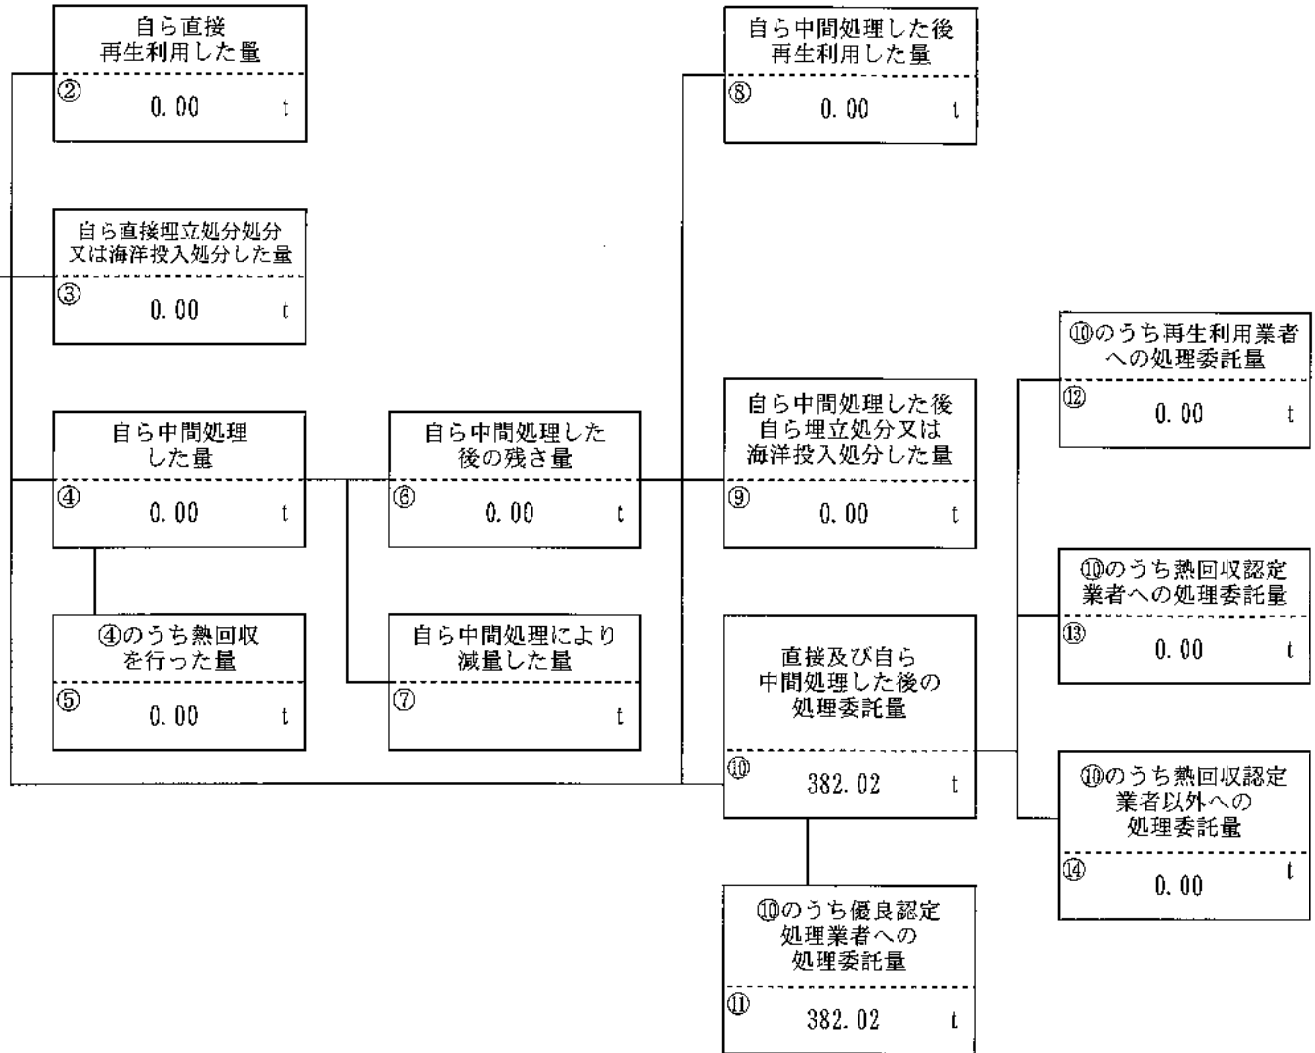 自ら直接
再生利用した量
② 0.00 t
自ら中間処理した後
再生利用した量
⑧ 0.00 t
自ら直接埋立処分処分
又は海洋投入処分した量
③ 0.00 t
⑩のうち再生利用業者
への処理委託量
⑫ 0.00 t
自ら中間処理
した量
④ 0.00 t
自ら中間処理した
後の残さ量
⑥ 0.00 t
自ら中間処理した後
自ら埋立処分又は
海洋投入処分した量
⑨ 0.00 t
⑩のうち熱回収認定
業者への処理委託量
⑬ 0.00 t
④のうち熱回収
を行った量
⑤ 0.00 t
自ら中間処理により
減量した量
⑦ t
直接及び自ら
中間処理した後の
処理委託量
⑩ 382.02 t
⑩のうち熱回収認定
業者以外への
処理委託量
⑭ 0.00 t
⑩のうち優良認定
処理業者への
処理委託量
⑪ 382.02 t